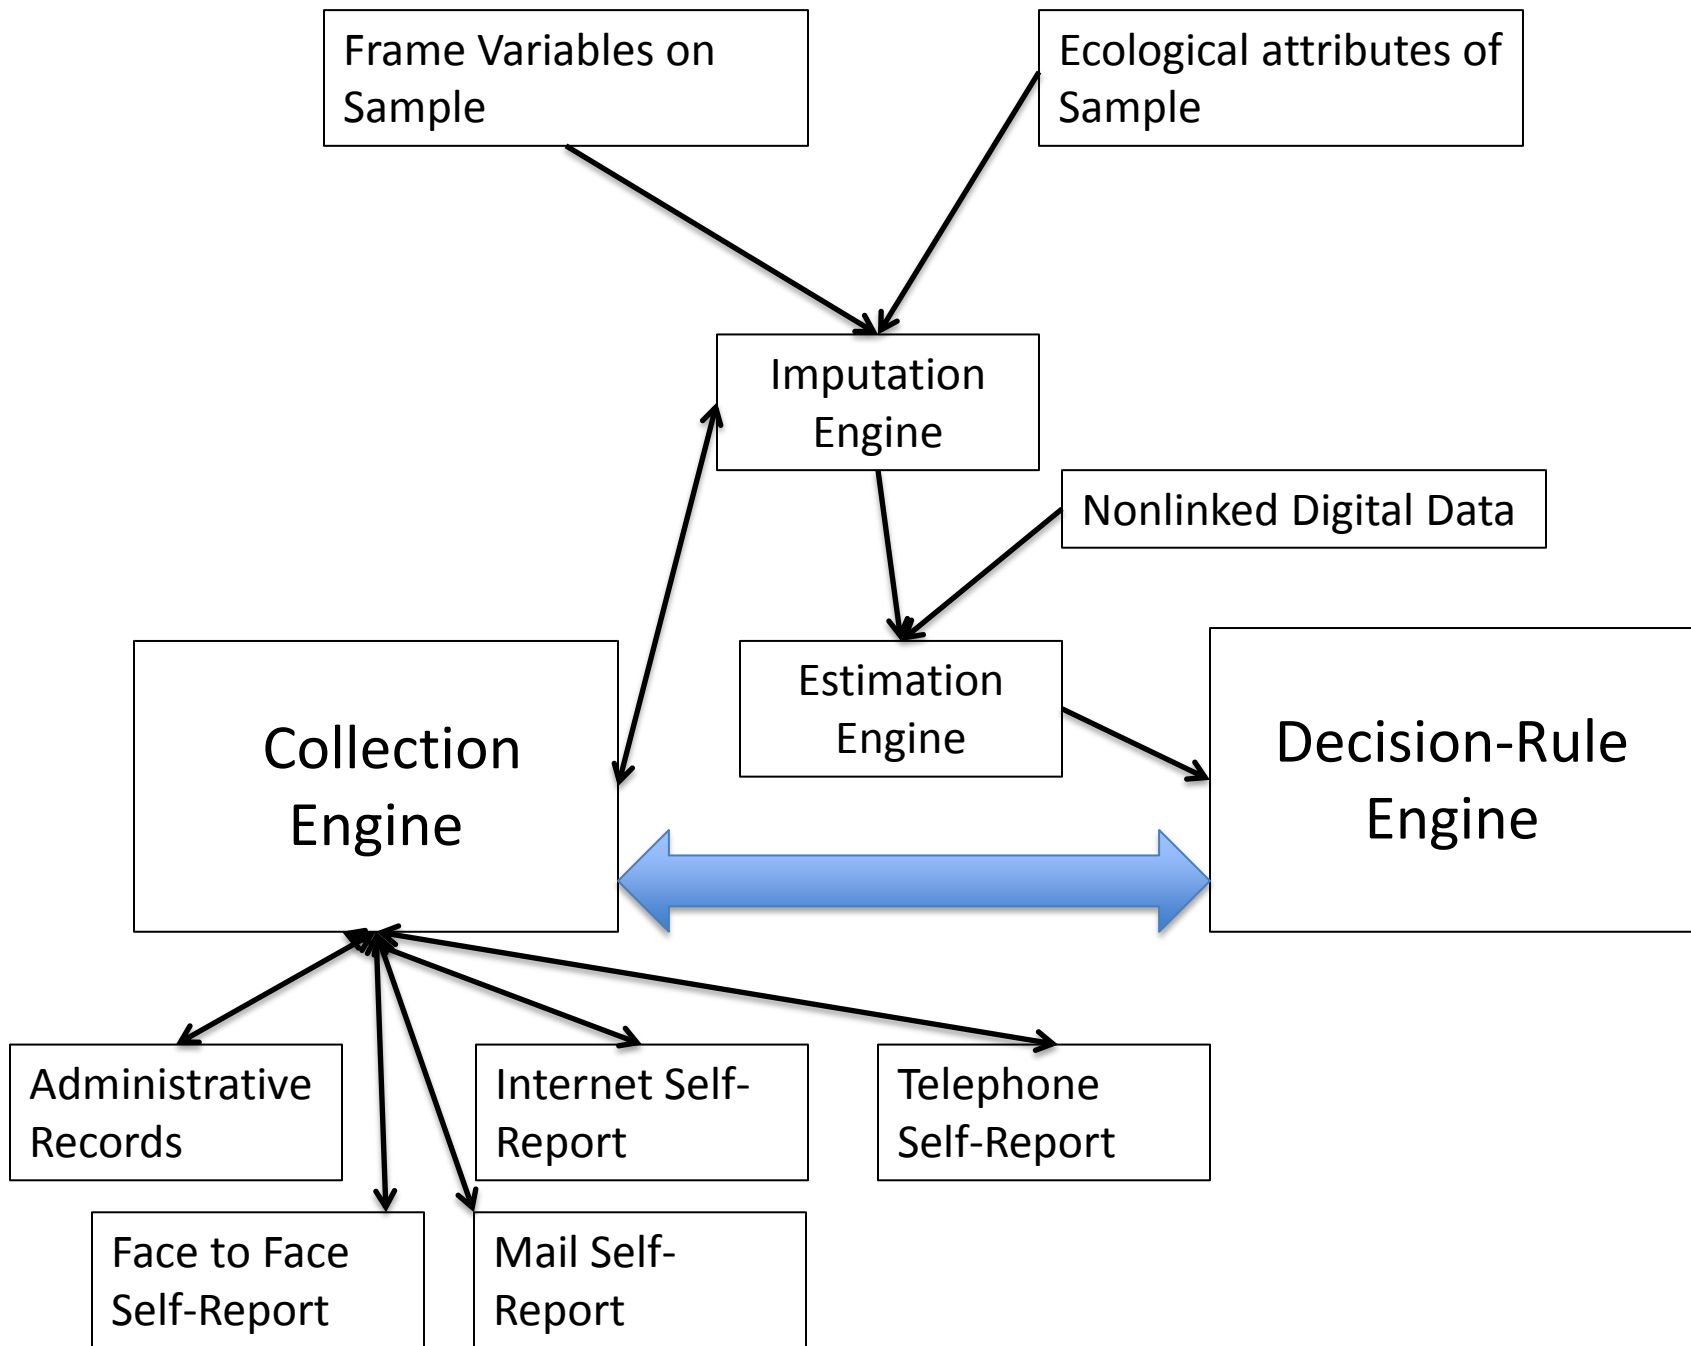 Frame Variables on
Sample
Ecological attributes of
Sample
Imputation
Engine
Nonlinked Digital Data
Collection
Engine
Estimation
Engine
Decision-Rule
Engine
Administrative
Records
Internet Self-
Report
Telephone
Self-Report
Face to Face
Self-Report
Mail Self-
Report